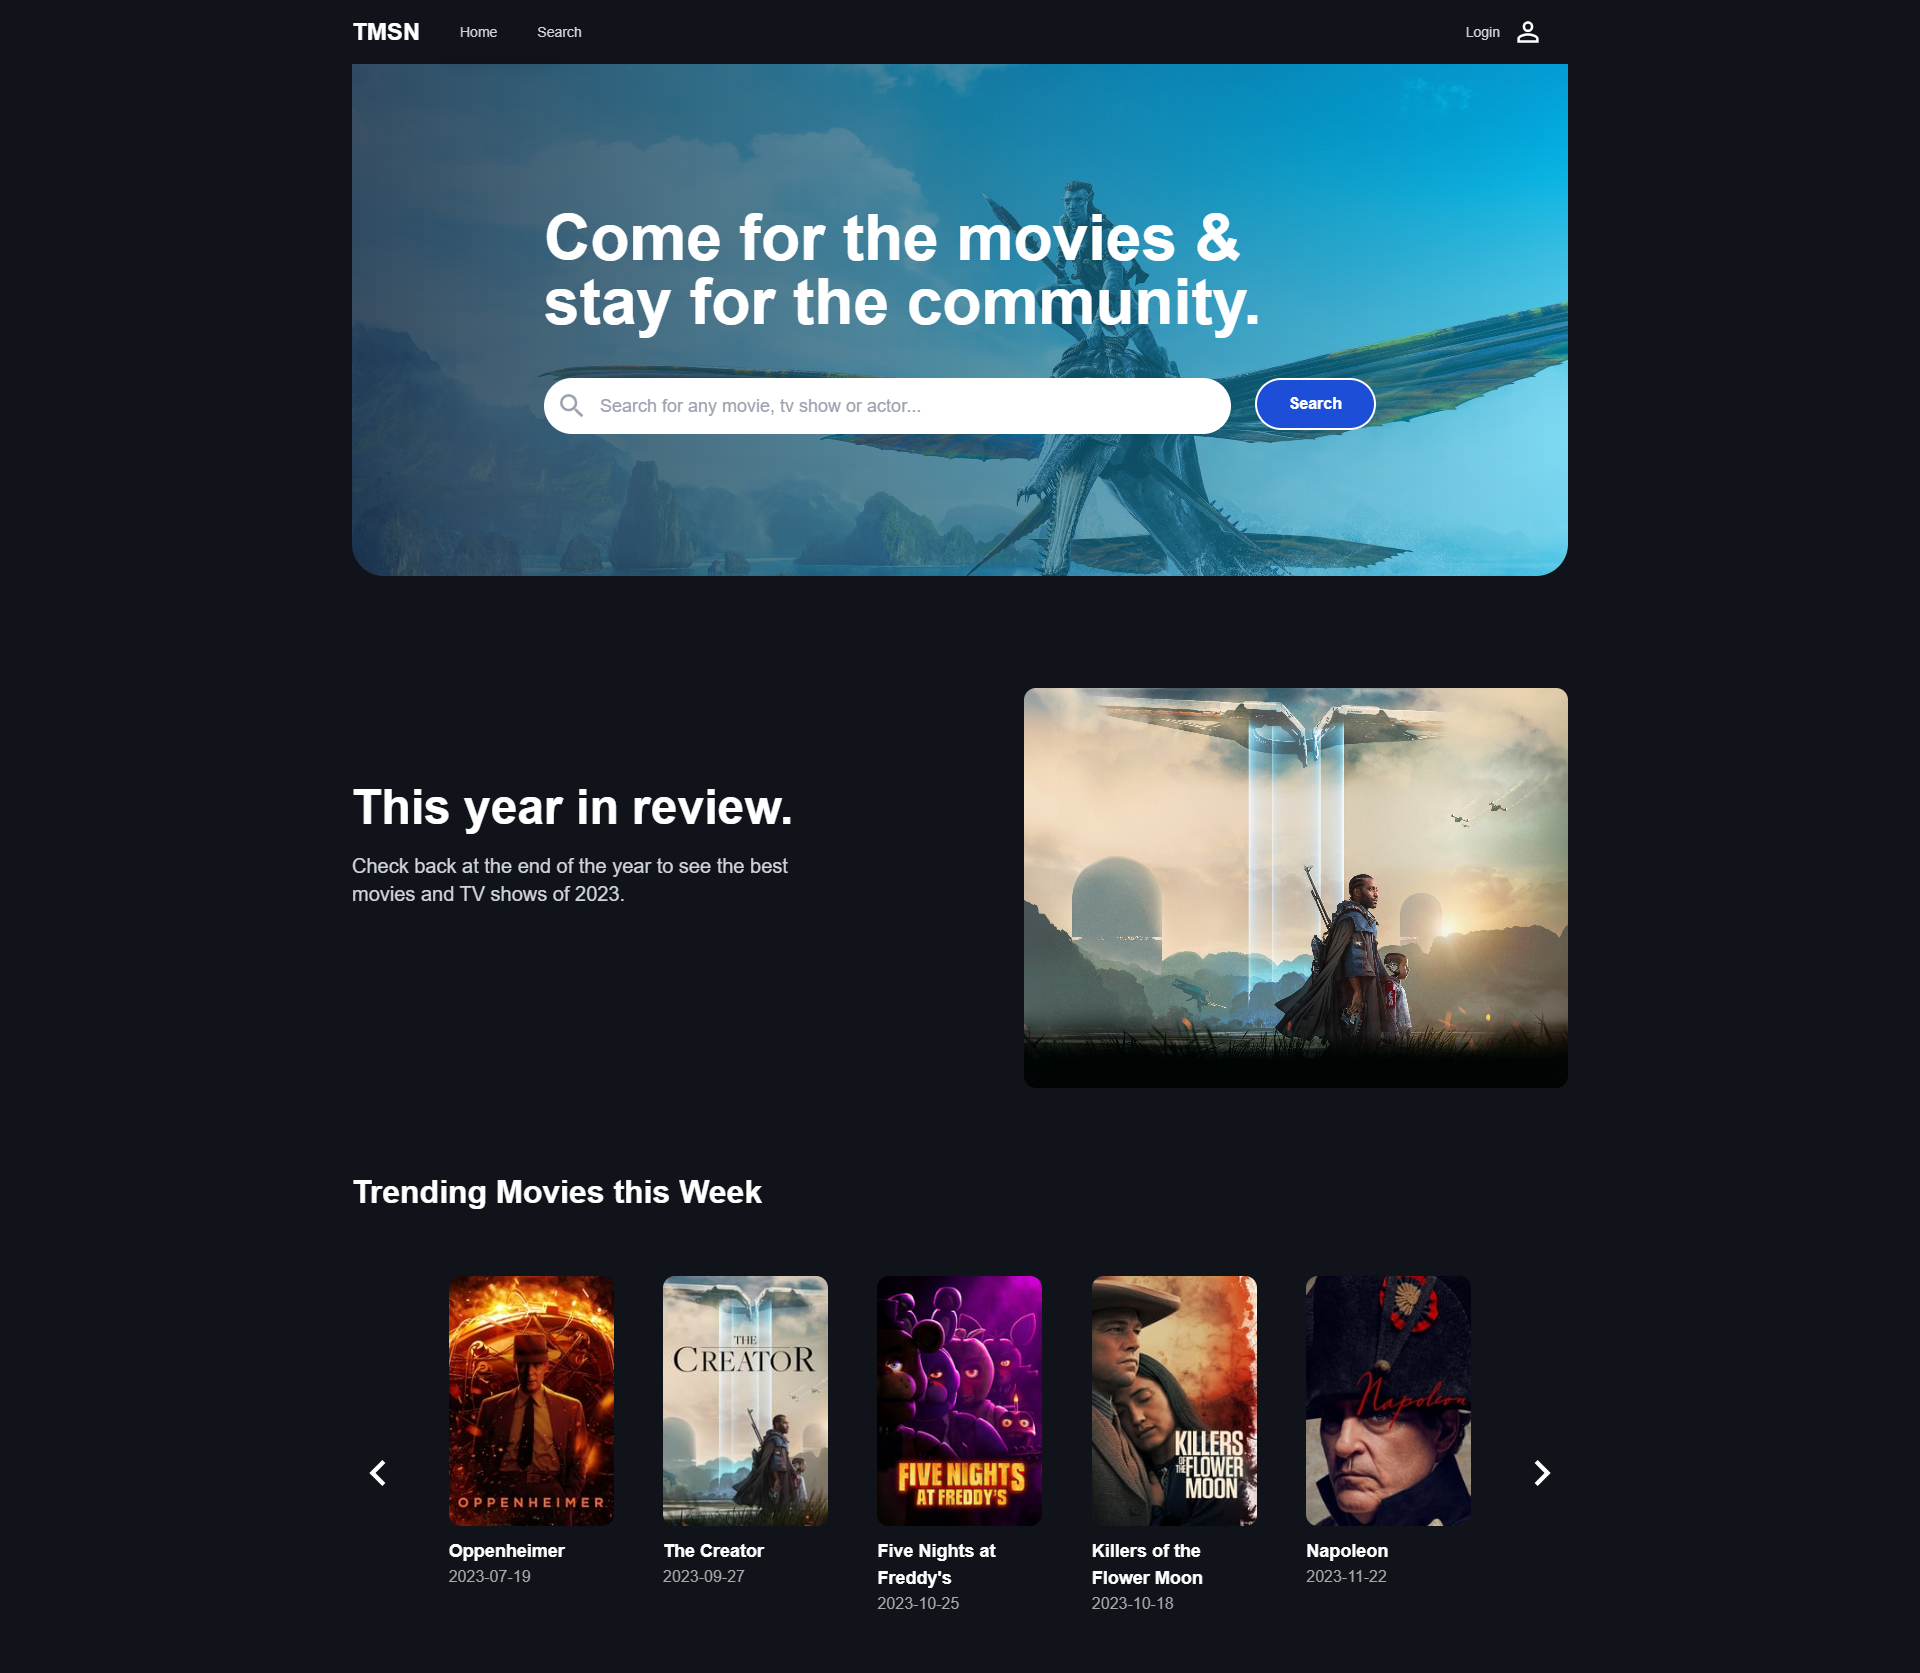 TMSN
Home
Search
Login
Come for the movies &
stay for the community.
Search for any movie, tv show or actor...
Search
This year in review.
Check back at the end of the year to see the best
movies and TV shows of 2023.
Trending Movies this Week
OPPENHEIMER
THE
CREATOR
FIVE NIGHTS
AT FREDDY'S
KILLERS
OF THE FLOWER
MOON
Napoleon
Oppenheimer
2023-07-19
The Creator
2023-09-27
Five Nights at
Freddy's
2023-10-25
Killers of the
Flower Moon
2023-10-18
Napoleon
2023-11-22